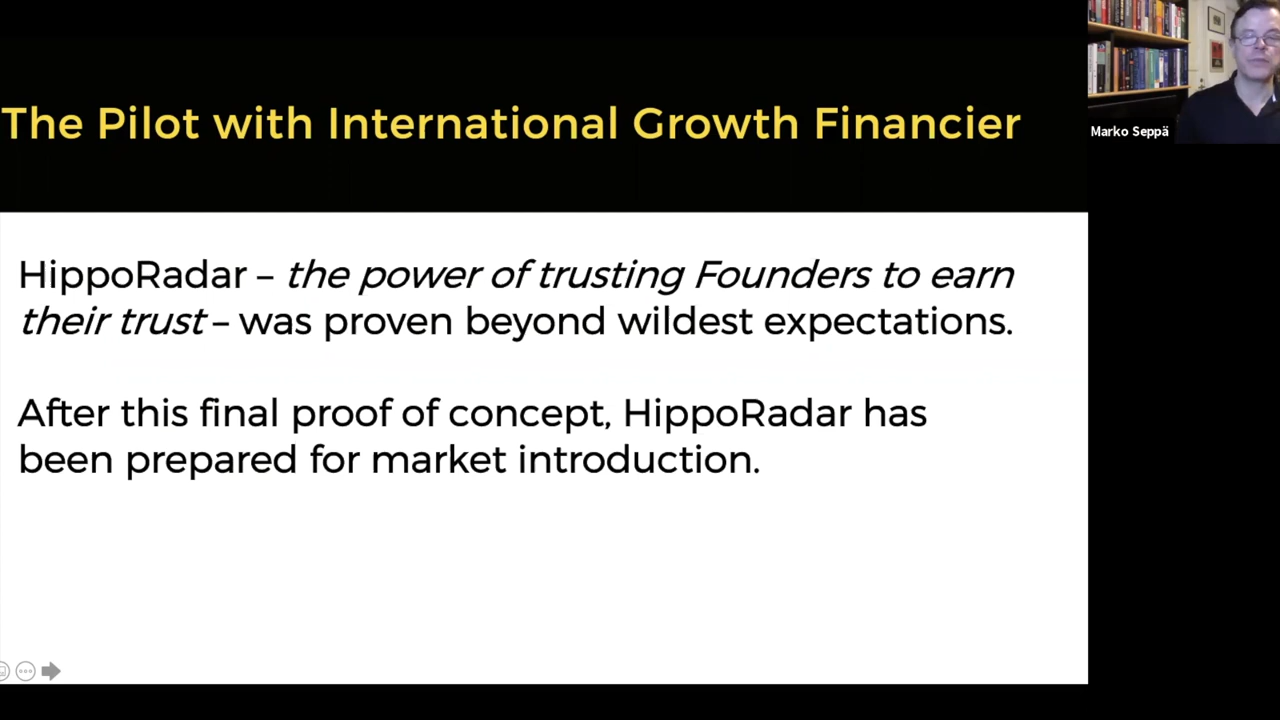 The Pilot with International Growth Financier
HippoRadar – the power of trusting Founders to earn
their trust – was proven beyond wildest expectations.
After this final proof of concept, HippoRadar has
been prepared for market introduction.
Marko Seppä